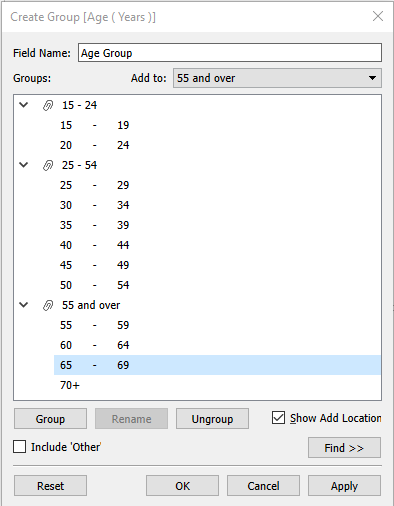 Create Group [Age ( Years )]
Field Name: Age Group
Groups: Add to: 55 and over
15 - 24
15 - 19
20 - 24
25 - 54
25 - 29
30 - 34
35 - 39
40 - 44
45 - 49
50 - 54
55 and over
55 - 59
60 - 64
65 - 69
70+
Group Rename Ungroup Show Add Location
Include 'Other' Find >>
Reset OK Cancel Apply